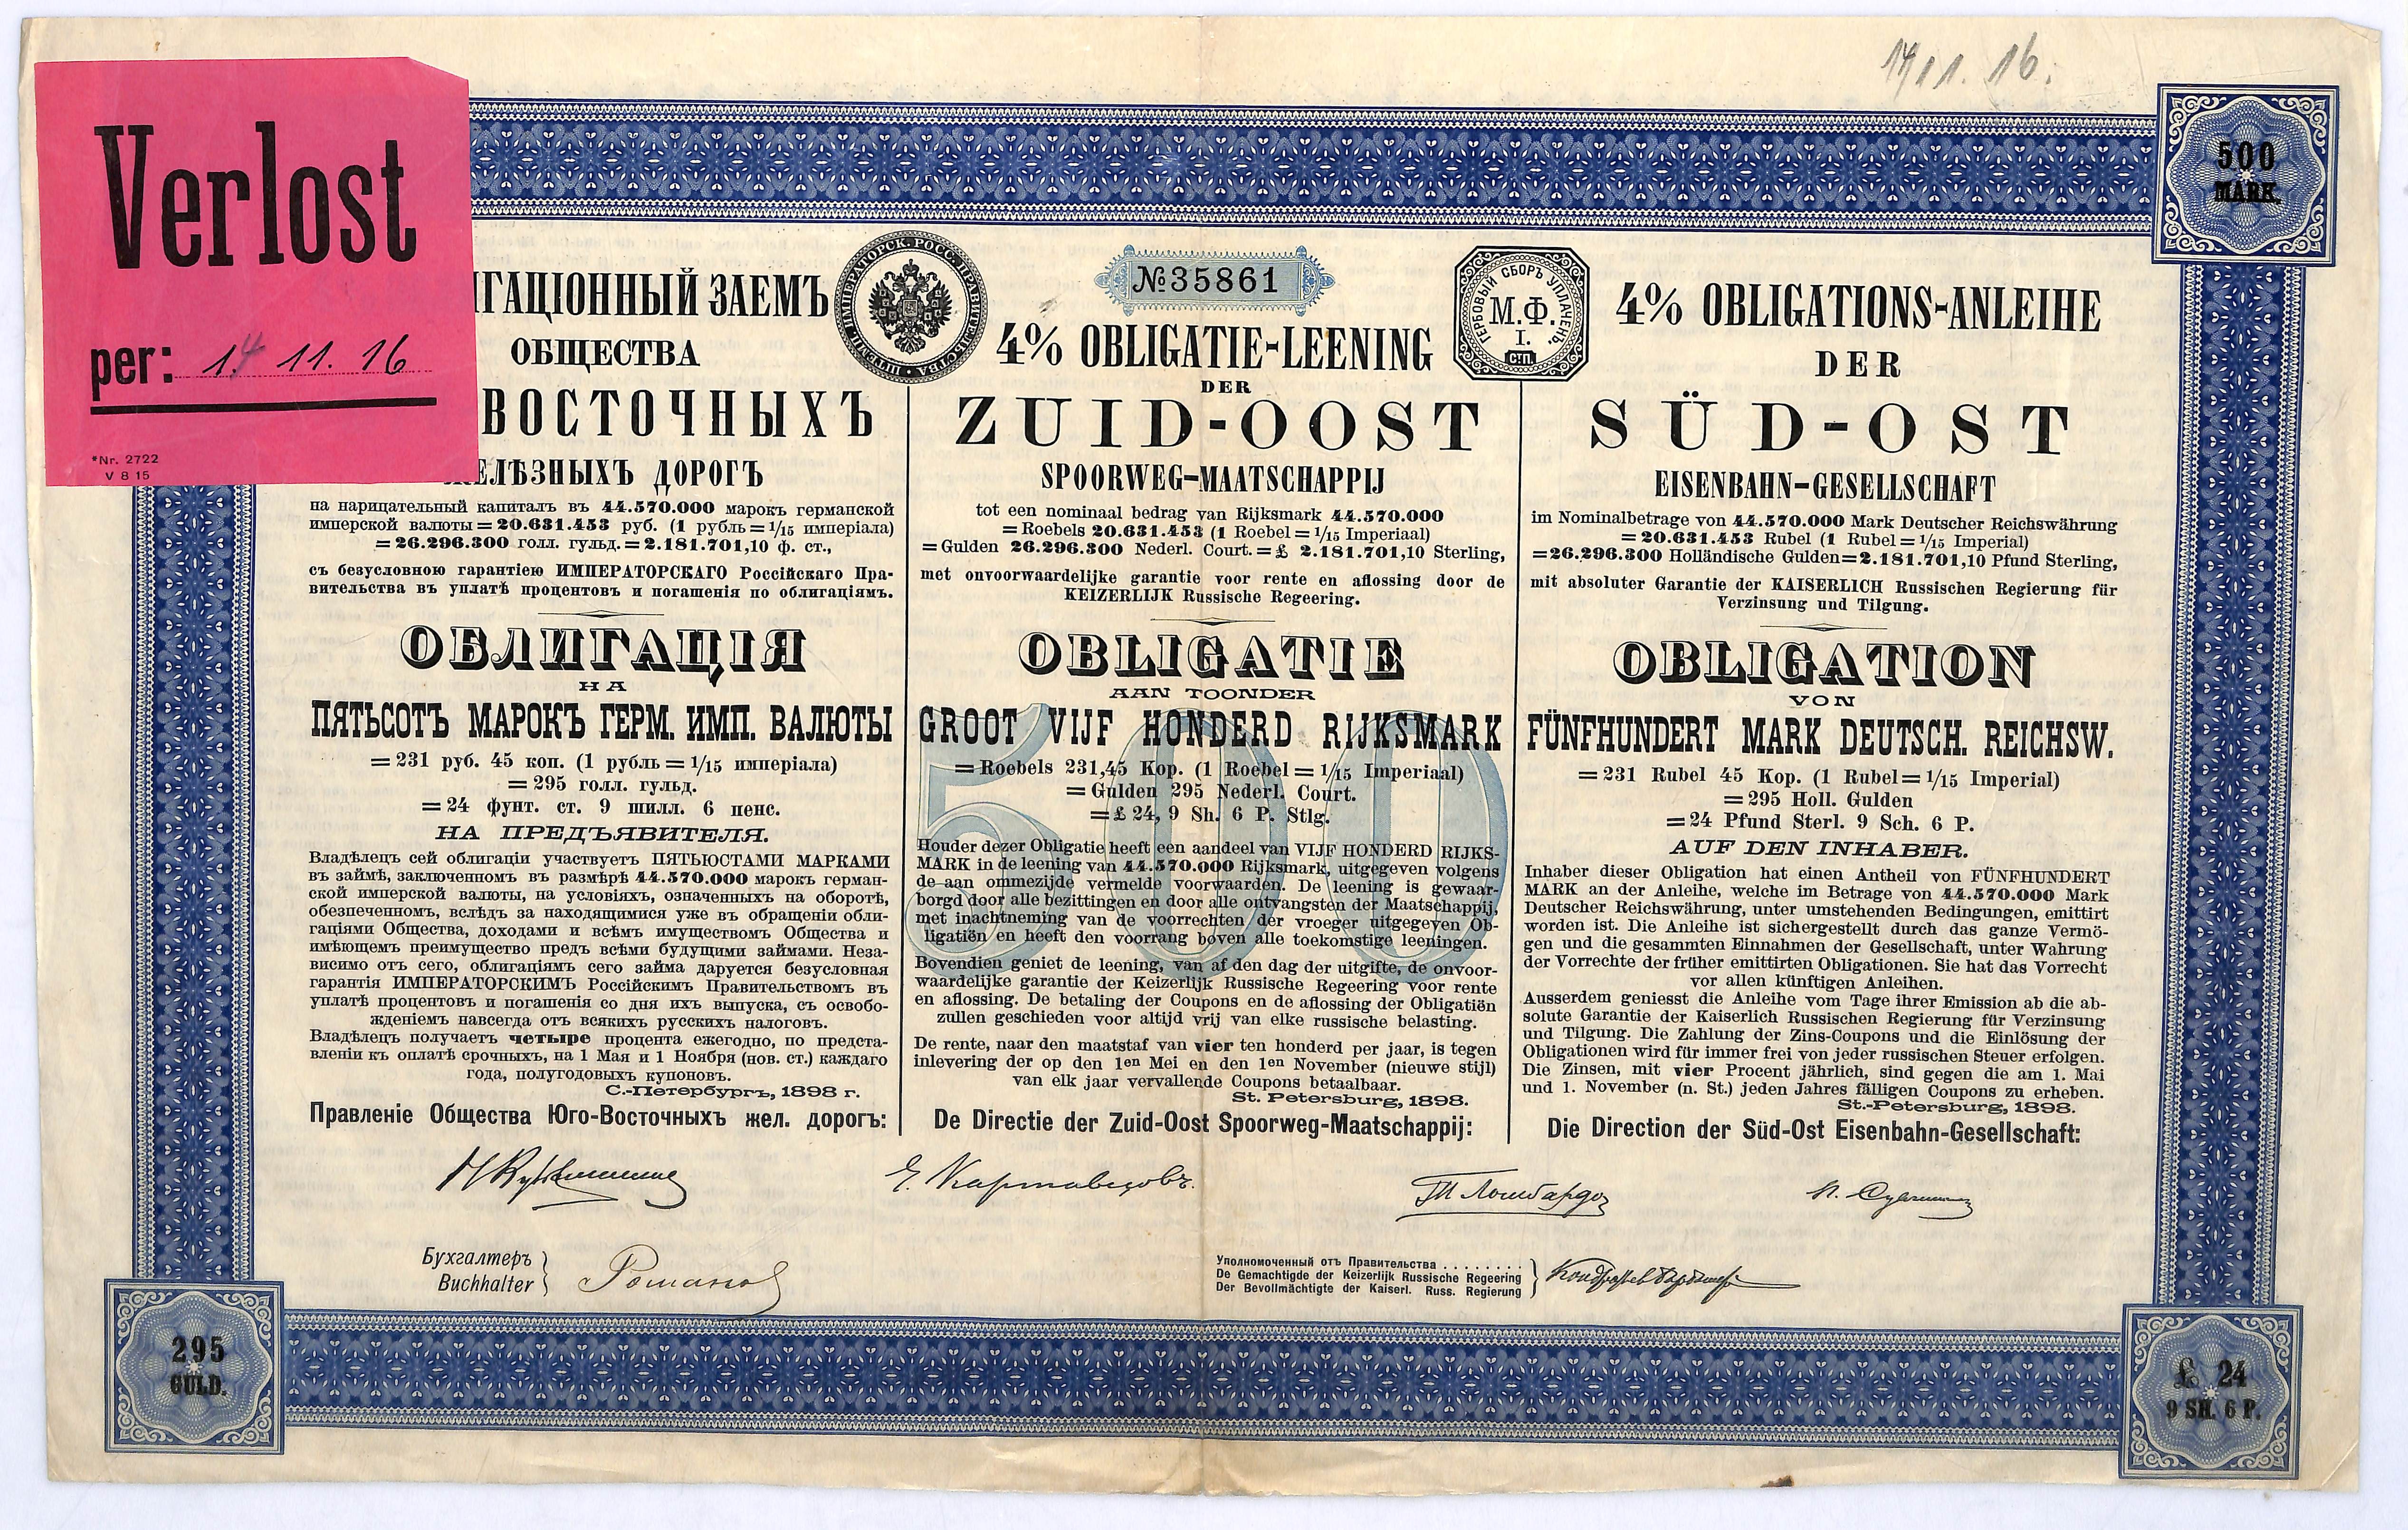 14/11. 16.
Verlost
per: 14 11. 16
*Nr. 2722
V 8 15
500
MARK.
ИГАЦІОННЫЙ ЗАЕМЪ
ОБЩЕСТВА
ВОСТОЧНЫХЪ
ЕЛѢЗНЫХЪ ДОРОГЪ
на нарицательный капиталъ въ 44.570.000 марокъ германской
имперской валюты = 20.631.453 руб. (1 рубль = 1/15 имперіала)
= 26.296.300 голл. гульд. = 2.181.701,10 ф. ст.,
съ безусловною гарантіею ИМПЕРАТОРСКАГО Россійскаго Пра-
вительства въ уплатѣ процентовъ и погашенія по облигаціямъ.
ОБЛИГАЦІЯ
НА
ПЯТЬСОТЪ МАРОКЪ ГЕРМ. ИМП. ВАЛЮТЫ
= 231 руб. 45 коп. (1 рубль = 1/15 имперіала)
= 295 голл. гульд.
= 24 фунт. ст. 9 шилл. 6 пенс.
НА ПРЕДЪЯВИТЕЛЯ.
Владѣлецъ сей облигаціи участвуетъ ПЯТЬЮСТАМИ МАРКАМИ
въ займѣ, заключенномъ въ размѣрѣ 44.570.000 марокъ герман-
ской имперской валюты, на условіяхъ, означенныхъ на оборотѣ,
обезпеченномъ, вслѣдъ за находящимися уже въ обращеніи обли-
гаціями Общества, доходами и всѣмъ имуществомъ Общества и
имѣющемъ преимущество предъ всѣми будущими займами. Неза-
висимо отъ сего, облигаціямъ сего займа даруется безусловная
гарантія ИМПЕРАТОРСКИМЪ Россійскимъ Правительствомъ въ
уплатѣ процентовъ и погашенія со дня ихъ выпуска, съ освобо-
жденіемъ навсегда отъ всякихъ русскихъ налоговъ.
Владѣлецъ получаетъ четыре процента ежегодно, по предста-
вленіи къ оплатѣ срочныхъ, на 1 Мая и 1 Ноября (нов. ст.) каждаго
года, полугодовыхъ купоновъ.
С.-Петербургъ, 1898 г.
Правленіе Общества Юго-Восточныхъ жел. дорогъ:
№ 35861
4% OBLIGATIE-LEENING
DER
ZUID-OOST
SPOORWEG-MAATSCHAPPIJ
tot een nominaal bedrag van Rijksmark 44.570.000
= Roebels 20.631.453 (1 Roebel = 1/15 Imperiaal)
= Gulden 26.296.300 Nederl. Court. = £ 2.181.701,10 Sterling,
met onvoorwaardelijke garantie voor rente en aflossing door de
KEIZERLIJK Russische Regeering.
OBLIGATIE
AAN TOONDER
GROOT VIJF HONDERD RIJKSMARK
500
= Roebels 231,45 Kop. (1 Roebel = 1/15 Imperiaal)
= Gulden 295 Nederl. Court.
= £ 24, 9 Sh. 6 P. Stlg.
Houder dezer Obligatie heeft een aandeel van VIJF HONDERD RIJKS-
MARK in de leening van 44.570.000 Rijksmark, uitgegeven volgens
de aan ommezijde vermelde voorwaarden. De leening is gewaar-
borgd door alle bezittingen en door alle ontvangsten der Maatschappij,
met inachtneming van de voorrechten der vroeger uitgegeven Ob-
ligatiën en heeft den voorrang boven alle toekomstige leeningen.
Bovendien geniet de leening, van af den dag der uitgifte, de onvoor-
waardelijke garantie der Keizerlijk Russische Regeering voor rente
en aflossing. De betaling der Coupons en de aflossing der Obligatiën
zullen geschieden voor altijd vrij van elke russische belasting.
De rente, naar den maatstaf van vier ten honderd per jaar, is tegen
inlevering der op den 1en Mei en den 1en November (nieuwe stijl)
van elk jaar vervallende Coupons betaalbaar.
St. Petersburg, 1898.
De Directie der Zuid-Oost Spoorweg-Maatschappij:
ГЕРБОВЫЙ СБОРЪ УПЛАЧЕНЪ.
М.Ф.
I.
СТП.
4% OBLIGATIONS-ANLEIHE
DER
SÜD-OST
EISENBAHN-GESELLSCHAFT
im Nominalbetrage von 44.570.000 Mark Deutscher Reichswährung
= 20.631.453 Rubel (1 Rubel = 1/15 Imperial)
= 26.296.300 Holländische Gulden = 2.181.701,10 Pfund Sterling,
mit absoluter Garantie der KAISERLICH Russischen Regierung für
Verzinsung und Tilgung.
OBLIGATION
VON
FÜNFHUNDERT MARK DEUTSCH. REICHSW.
= 231 Rubel 45 Kop. (1 Rubel = 1/15 Imperial)
= 295 Holl. Gulden
= 24 Pfund Sterl. 9 Sch. 6 P.
AUF DEN INHABER.
Inhaber dieser Obligation hat einen Antheil von FÜNFHUNDERT
MARK an der Anleihe, welche im Betrage von 44.570.000 Mark
Deutscher Reichswährung, unter umstehenden Bedingungen, emittirt
worden ist. Die Anleihe ist sichergestellt durch das ganze Vermö-
gen und die gesammten Einnahmen der Gesellschaft, unter Wahrung
der Vorrechte der früher emittirten Obligationen. Sie hat das Vorrecht
vor allen künftigen Anleihen.
Ausserdem geniesst die Anleihe vom Tage ihrer Emission ab die ab-
solute Garantie der Kaiserlich Russischen Regierung für Verzinsung
und Tilgung. Die Zahlung der Zins-Coupons und die Einlösung der
Obligationen wird für immer frei von jeder russischen Steuer erfolgen.
Die Zinsen, mit vier Procent jährlich, sind gegen die am 1. Mai
und 1. November (n. St.) jeden Jahres fälligen Coupons zu erheben.
St.-Petersburg, 1898.
Die Direction der Süd-Ost Eisenbahn-Gesellschaft:
Е. Картавцовъ
П Ломбардо
Бухгалтеръ
Buchhalter
Романов
Уполномоченный отъ Правительства . . . . . . . .
De Gemachtigde der Keizerlijk Russische Regeering
Der Bevollmächtigte der Kaiserl. Russ. Regierung
295
GULD.
£ 24
9 SH. 6 P.